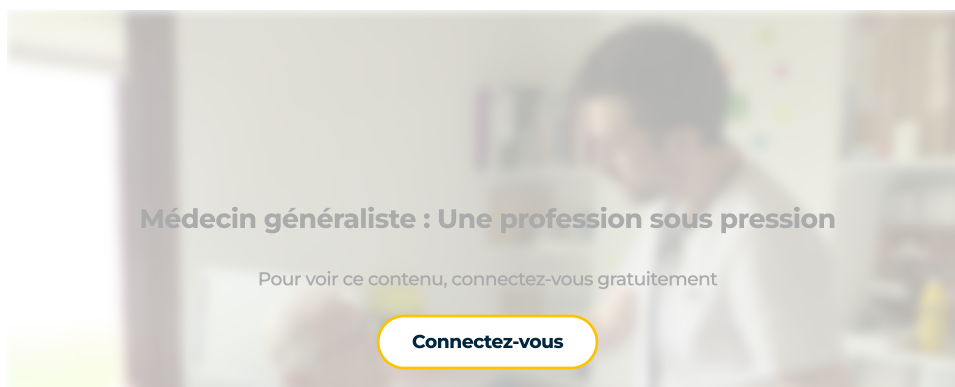 Médecin généraliste : Une profession sous pression
Pour voir ce contenu, connectez-vous gratuitement
Connectez-vous